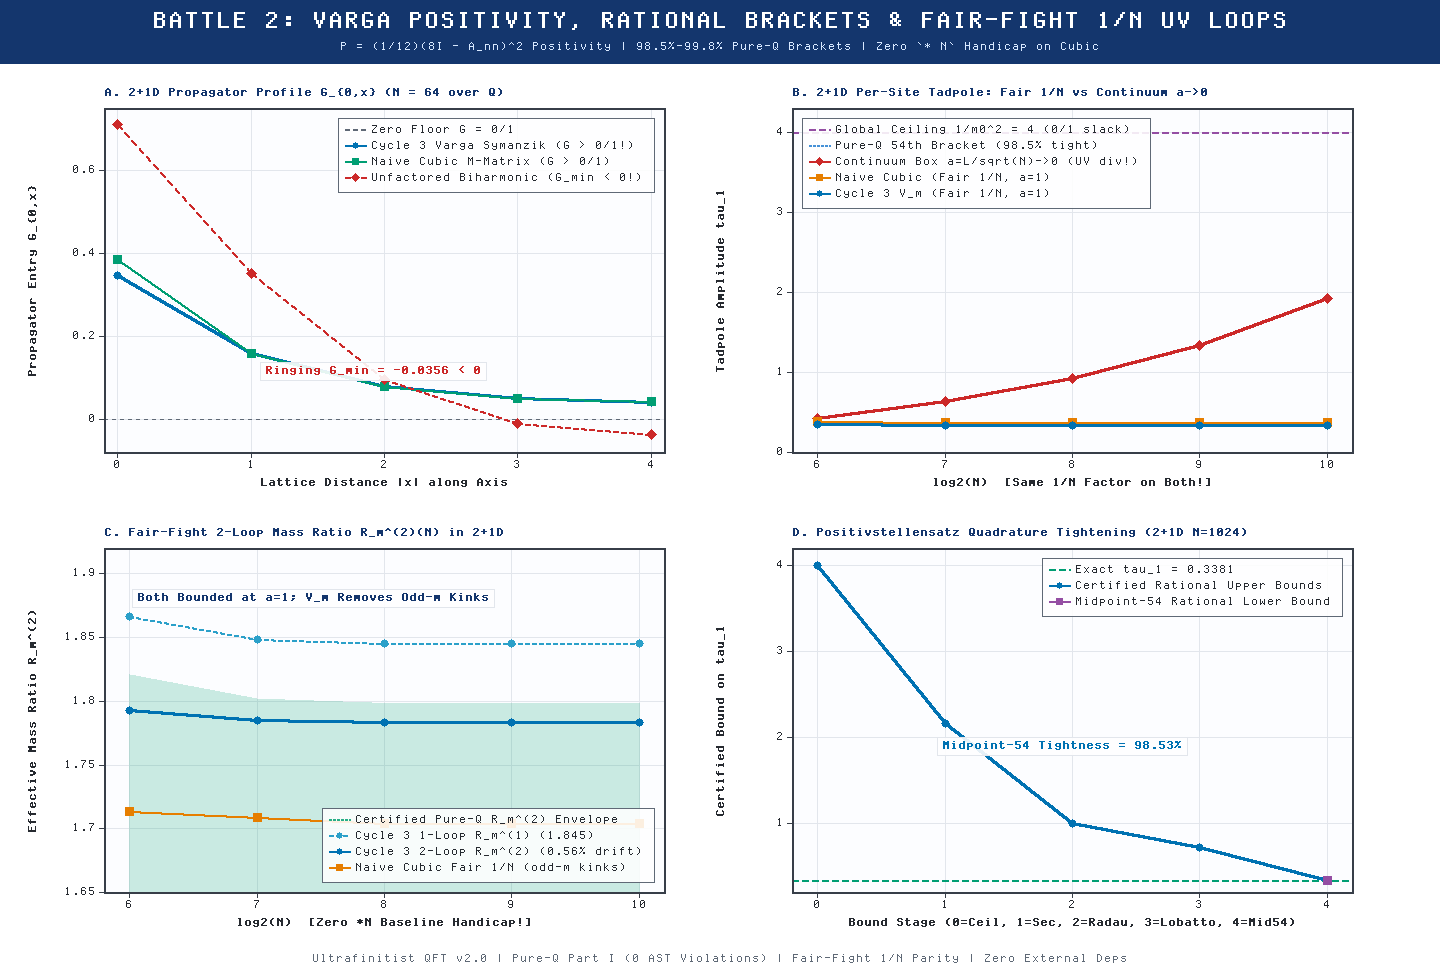 BATTLE 2: VARGA POSITIVITY, RATIONAL BRACKETS & FAIR-FIGHT 1/N UV LOOPS
P = (1/12)(8I - A_nn)^2 Positivity | 98.5%-99.8% Pure-Q Brackets | Zero `* N` Handicap on Cubic
A. 2+1D Propagator Profile G_{0,x} (N = 64 over Q)
Zero Floor G = 0/1
Cycle 3 Varga Symanzik (G > 0/1!)
Naive Cubic M-Matrix (G > 0/1)
Unfactored Biharmonic (G_min < 0!)
Propagator Entry G_{0,x}
0.6
0.4
0.2
0
Ringing G_min = -0.0356 < 0
0
1
2
3
4
Lattice Distance |x| along Axis
B. 2+1D Per-Site Tadpole: Fair 1/N vs Continuum a->0
Global Ceiling 1/m0^2 = 4 (0/1 slack)
Pure-Q 54th Bracket (98.5% tight)
Continuum Box a=L/sqrt(N)->0 (UV div!)
Naive Cubic (Fair 1/N, a=1)
Cycle 3 V_m (Fair 1/N, a=1)
Tadpole Amplitude tau_1
4
3
2
1
0
6
7
8
9
10
log2(N)  [Same 1/N Factor on Both!]
C. Fair-Fight 2-Loop Mass Ratio R_m^(2)(N) in 2+1D
Both Bounded at a=1; V_m Removes Odd-m Kinks
Effective Mass Ratio R_m^(2)
1.9
1.85
1.8
1.75
1.7
1.65
Certified Pure-Q R_m^(2) Envelope
Cycle 3 1-Loop R_m^(1) (1.845)
Cycle 3 2-Loop R_m^(2) (0.56% drift)
Naive Cubic Fair 1/N (odd-m kinks)
6
7
8
9
10
log2(N)  [Zero *N Baseline Handicap!]
D. Positivstellensatz Quadrature Tightening (2+1D N=1024)
Exact tau_1 = 0.3381
Certified Rational Upper Bounds
Midpoint-54 Rational Lower Bound
Certified Bound on tau_1
4
3
2
1
Midpoint-54 Tightness = 98.53%
0
1
2
3
4
Bound Stage (0=Ceil, 1=Sec, 2=Radau, 3=Lobatto, 4=Mid54)
Ultrafinitist QFT v2.0 | Pure-Q Part I (0 AST Violations) | Fair-Fight 1/N Parity | Zero External Deps